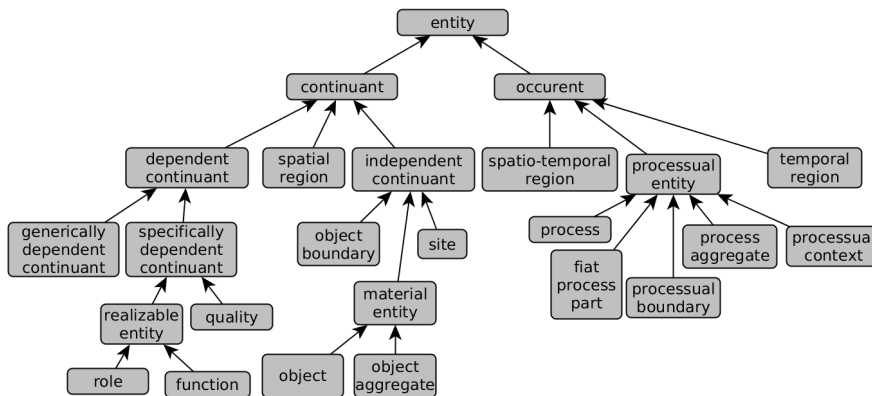 entity
continuant
occurent
dependent
continuant
spatial
region
independent
continuant
spatio-temporal
region
processual
entity
temporal
region
generically
dependent
continuant
specifically
dependent
continuant
object
boundary
site
process
fiat
process
part
processual
boundary
process
aggregate
processua
context
realizable
entity
quality
material
entity
role
function
object
object
aggregate